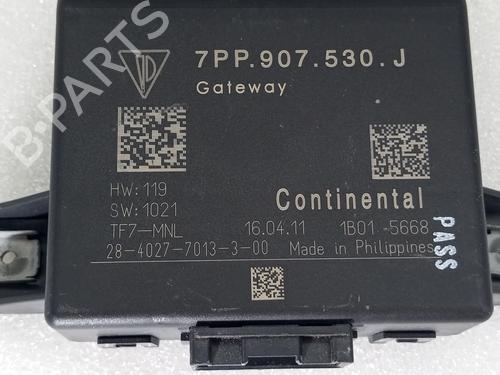 7PP.907.530.J
Gateway
HW:119
SW:1021
TF7-MNL
28-4027-7013-3-00
Continental
16.04.11 1B01-5668
Made in Philippines
PASS
B-PARTS